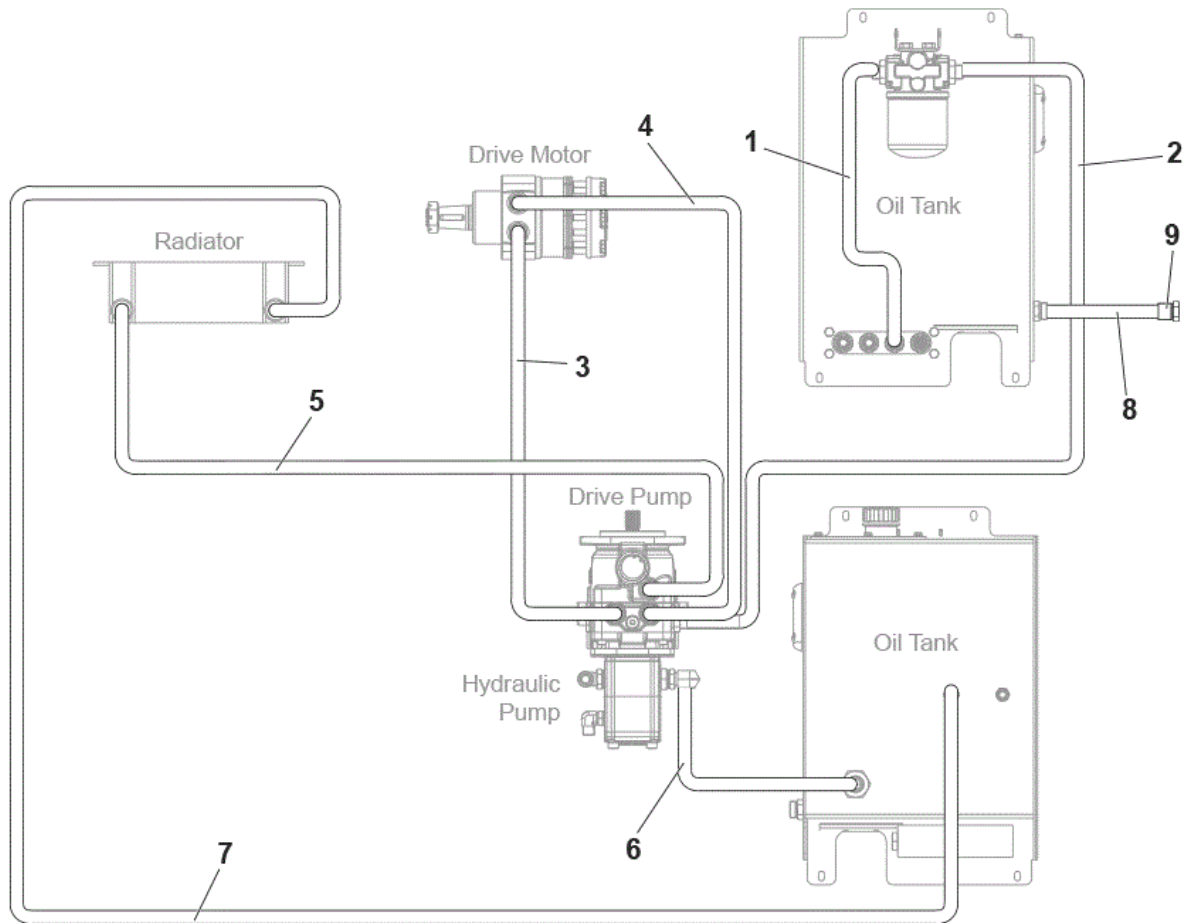 4
1
Drive Motor
2
Oil Tank
Radiator
9
3
8
5
Drive Pump
Oil Tank
Hydraulic
Pump
6
7